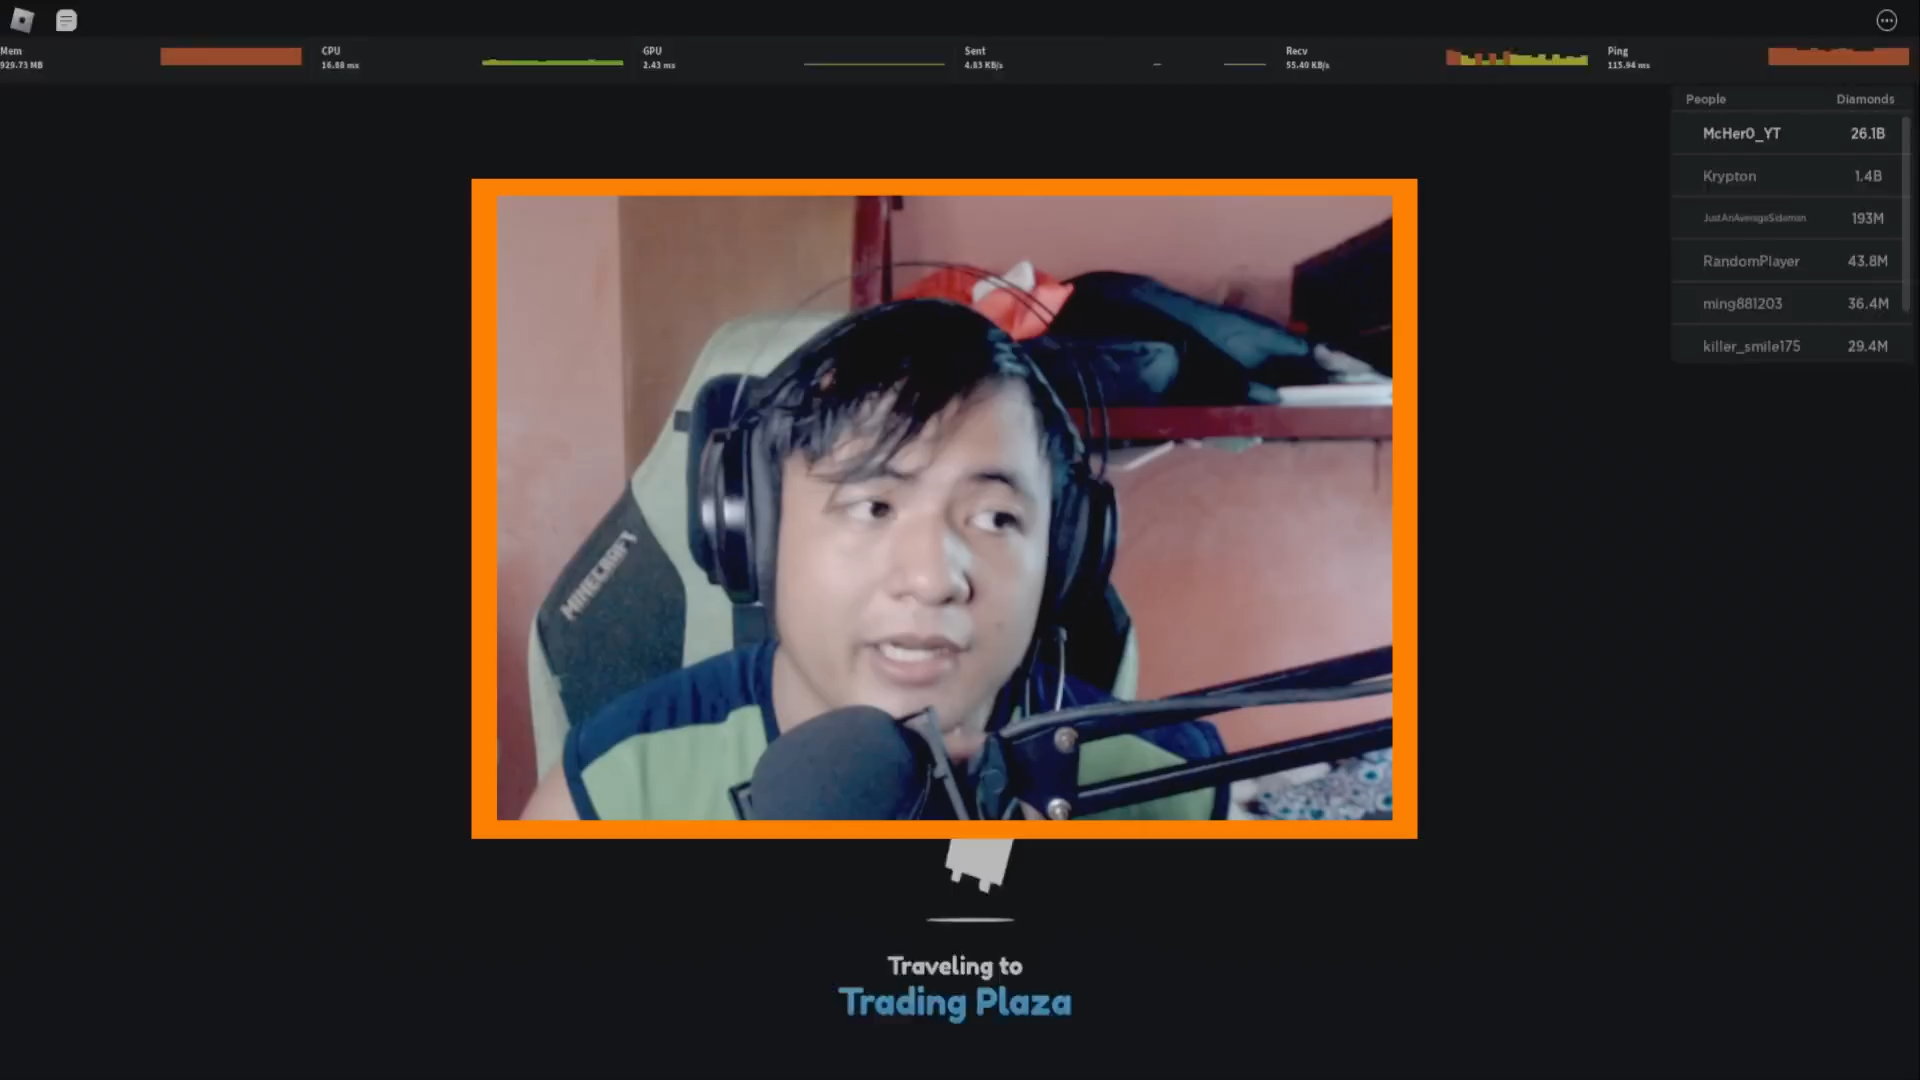 Mem
929.73 MB
CPU
16.68 ms
GPU
2.43 ms
Sent
4.83 KB/s
Recv
55.40 KB/s
Ping
115.94 ms
People Diamonds
McHer0_YT 26.1B
Krypton 1.4B
JustAnAverageSideman 193M
RandomPlayer 43.8M
ming881203 36.4M
killer_smile175 29.4M
MINECRAFT
Traveling to
Trading Plaza